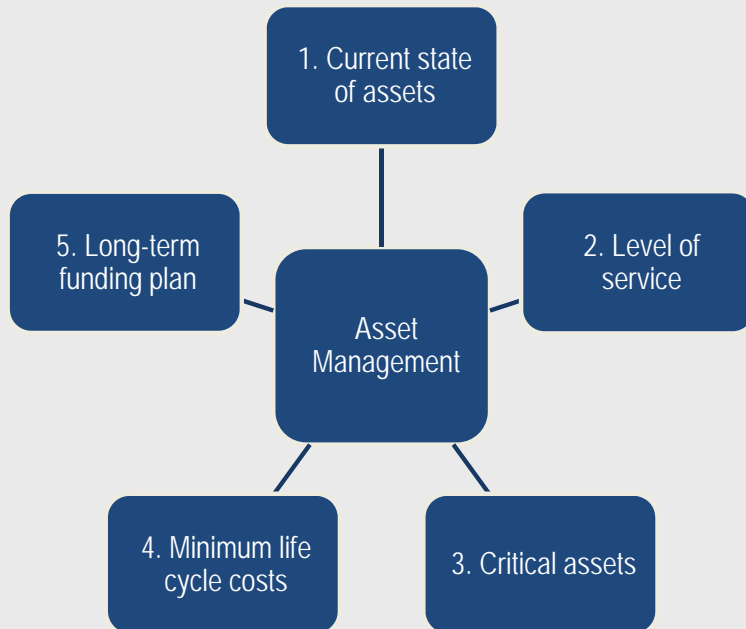 1. Current state
of assets
5. Long-term
funding plan
2. Level of
service
Asset
Management
4. Minimum life
cycle costs
3. Critical assets